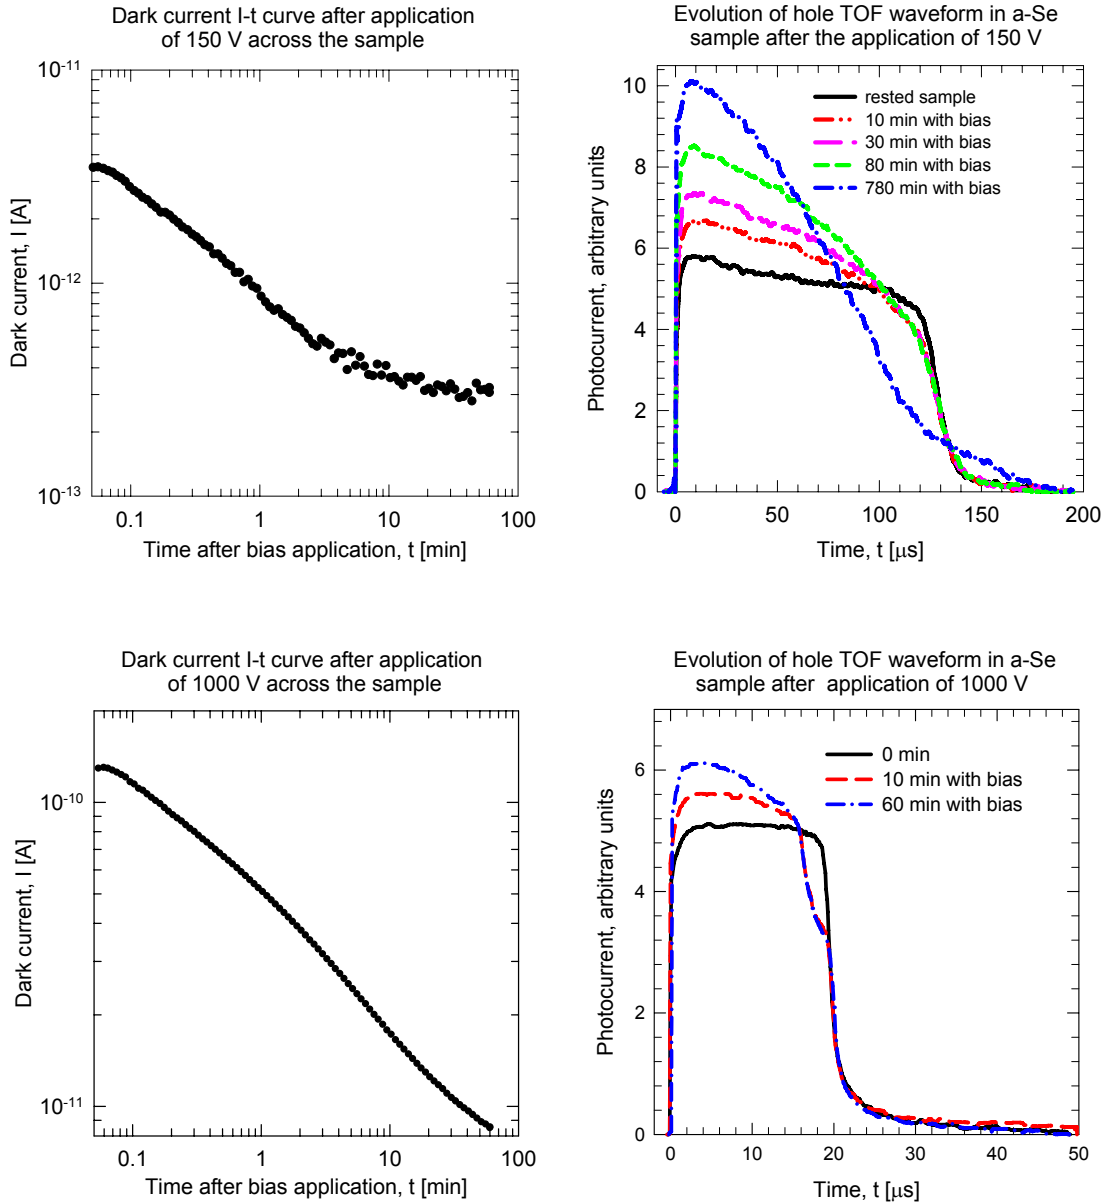 Dark current I-t curve after application
of 150 V across the sample
10-11
10-12
10-13
Dark current, I [A]
0.1
1
10
100
Time after bias application, t [min]
Evolution of hole TOF waveform in a-Se
sample after the application of 150 V
rested sample
10 min with bias
30 min with bias
80 min with bias
780 min with bias
10
8
6
4
2
0
Photocurrent, arbitrary units
0
50
100
150
200
Time, t [μs]
Dark current I-t curve after application
of 1000 V across the sample
10-10
10-11
Dark current, I [A]
0.1
1
10
100
Time after bias application, t [min]
Evolution of hole TOF waveform in a-Se
sample after application of 1000 V
0 min
10 min with bias
60 min with bias
6
4
2
0
Photocurrent, arbitrary units
0
10
20
30
40
50
Time, t [μs]